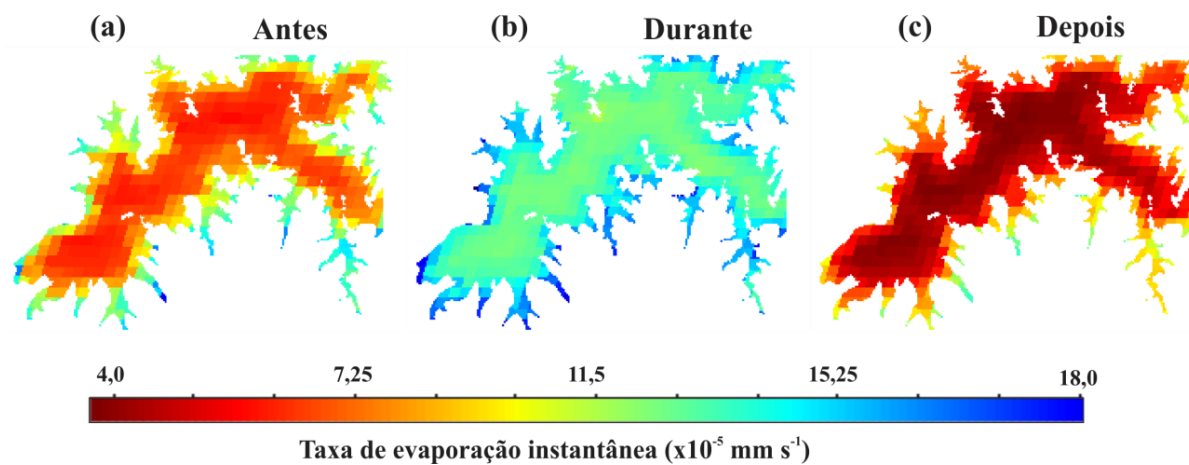 (a) Antes (b) Durante (c) Depois
4,0 7,25 11,5 15,25 18,0
Taxa de evaporação instantânea (x10⁻⁵ mm s⁻¹)